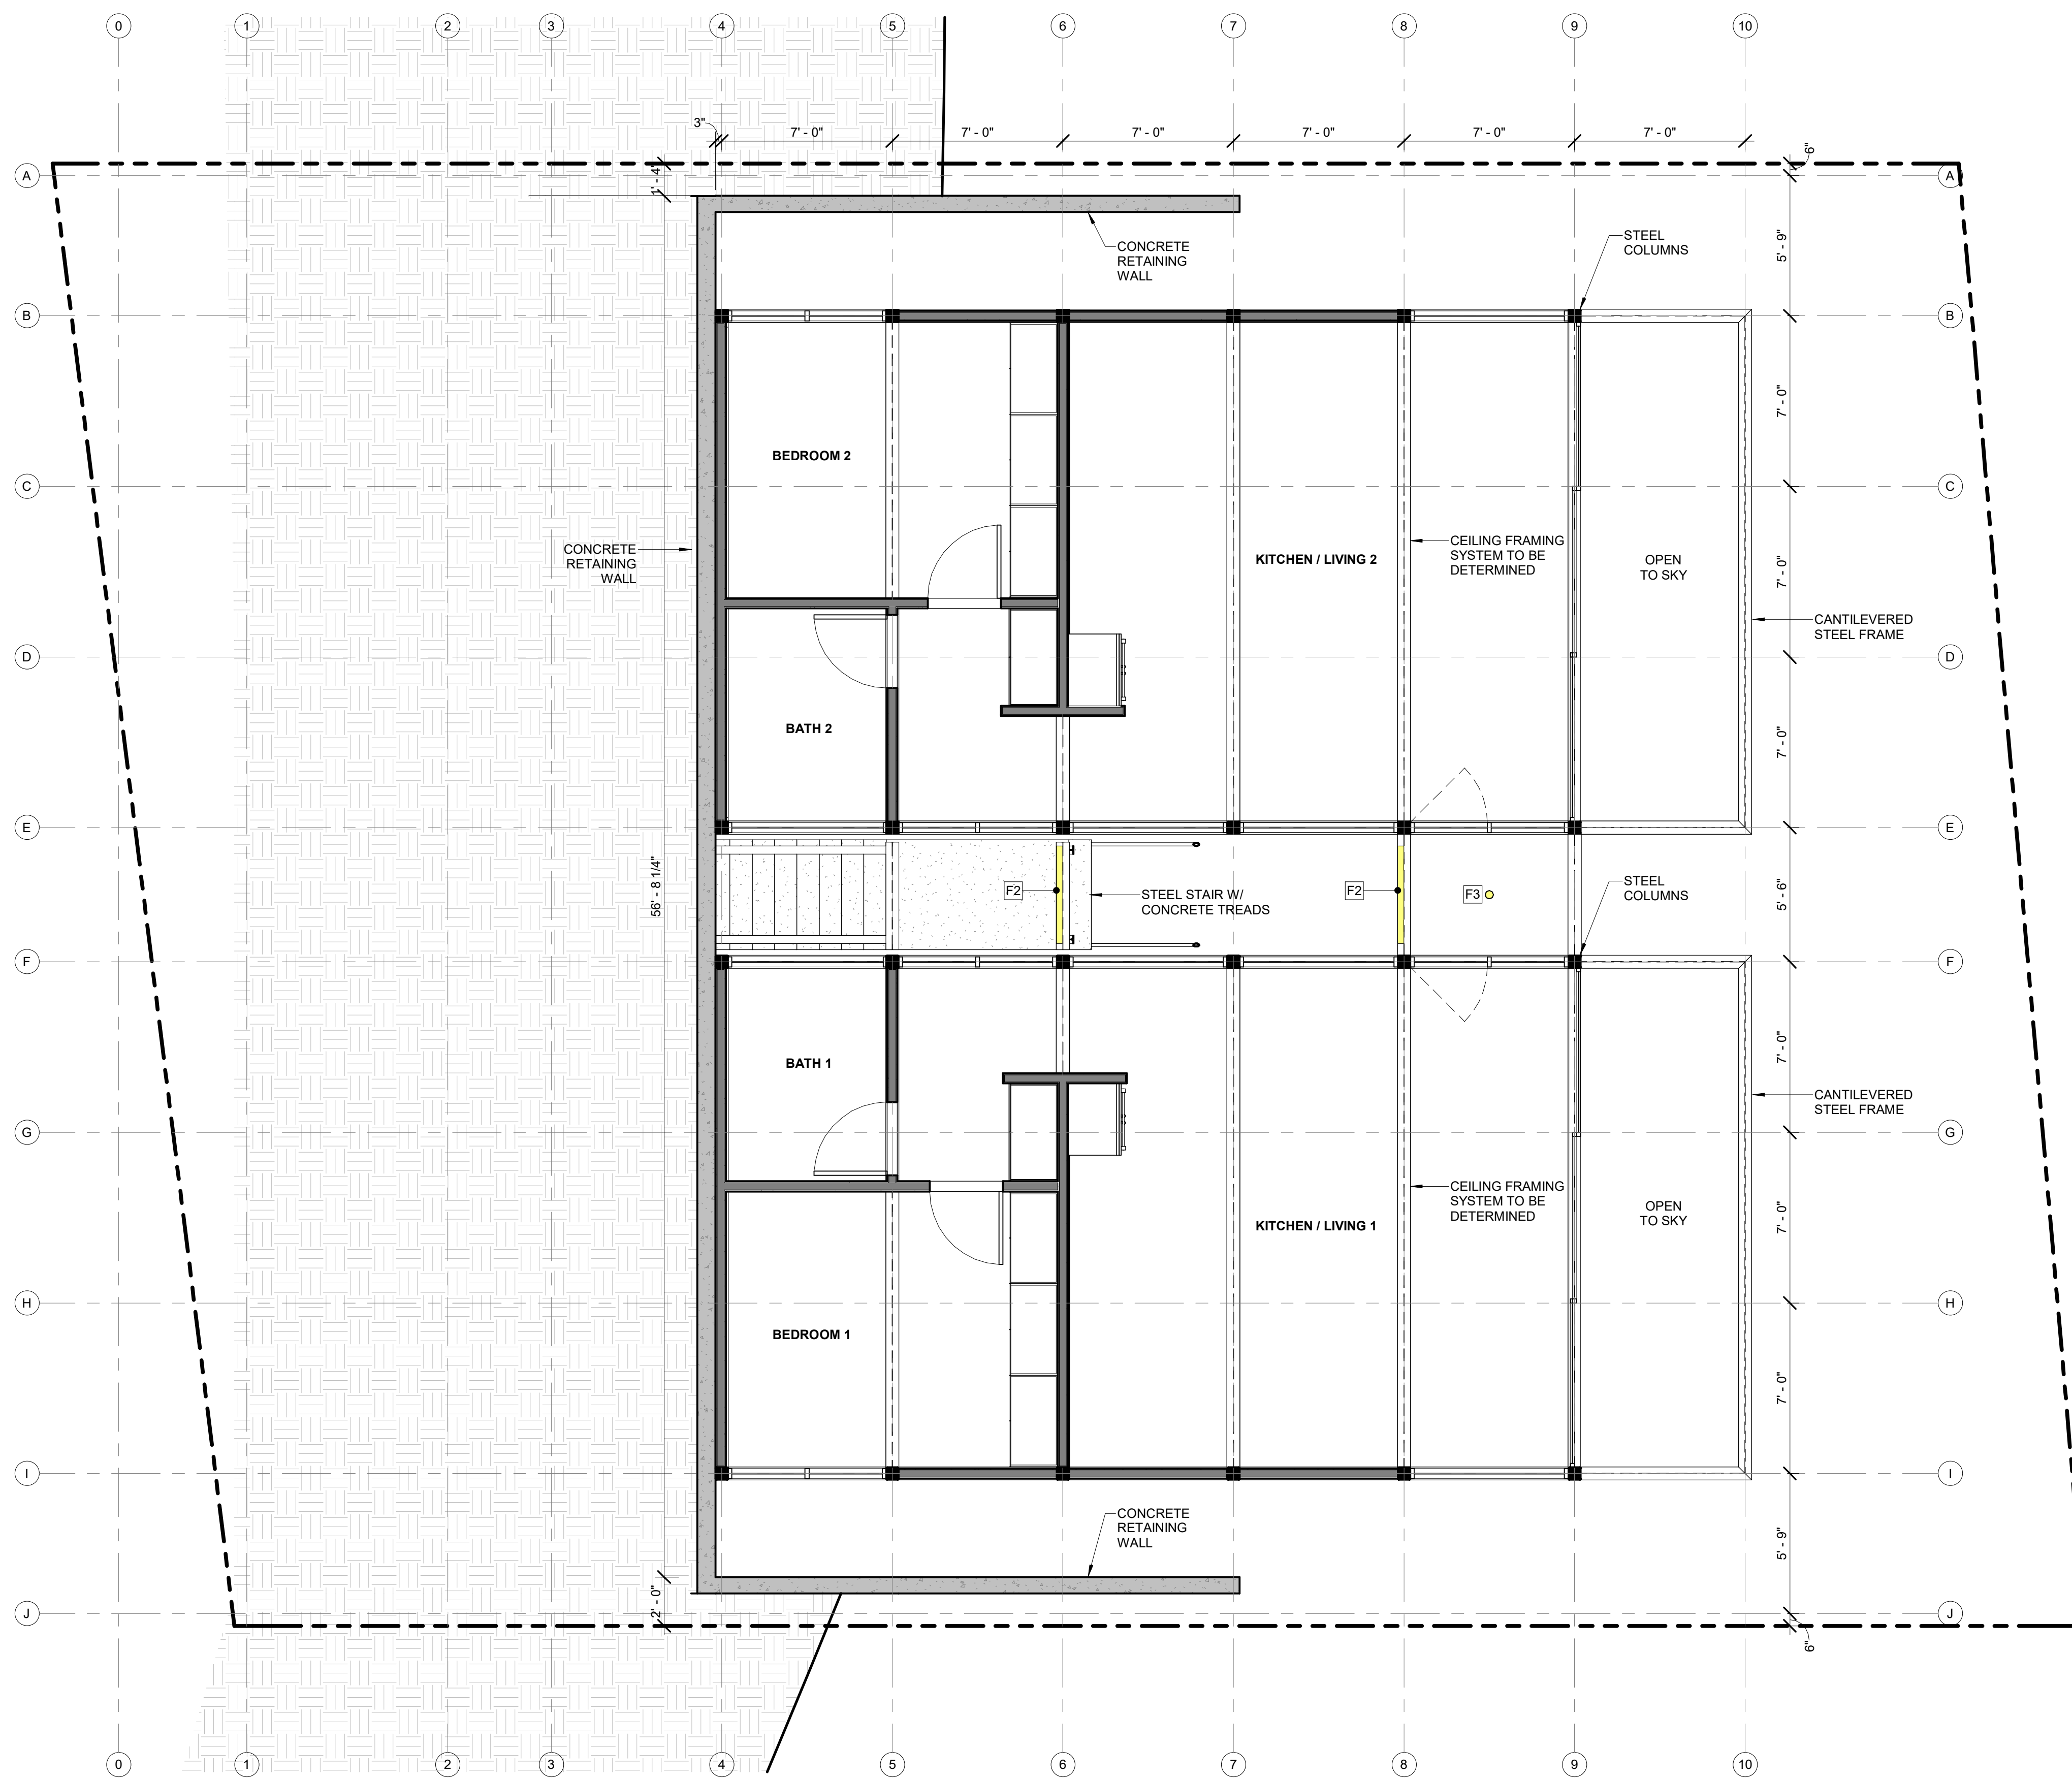 0 1 2 3 4 5 6 7 8 9 10
3" 7' - 0" 7' - 0" 7' - 0" 7' - 0" 7' - 0" 7' - 0"
6"
A 1' - 4" A
5' - 9"
CONCRETE
RETAINING
WALL
STEEL
COLUMNS
B B
7' - 0"
BEDROOM 2
C C
CONCRETE
RETAINING
WALL
KITCHEN / LIVING 2
CEILING FRAMING
SYSTEM TO BE
DETERMINED
OPEN
TO SKY
7' - 0"
CANTILEVERED
STEEL FRAME
D D
BATH 2
7' - 0"
E E
56' - 8 1/4"
F2
STEEL STAIR W/
CONCRETE TREADS
F2
F3
STEEL
COLUMNS
5' - 6"
F F
BATH 1
7' - 0"
CANTILEVERED
STEEL FRAME
G G
KITCHEN / LIVING 1
CEILING FRAMING
SYSTEM TO BE
DETERMINED
OPEN
TO SKY
7' - 0"
H H
BEDROOM 1
7' - 0"
I I
CONCRETE
RETAINING
WALL
5' - 9"
2' - 0"
J J
6"
0 1 2 3 4 5 6 7 8 9 10